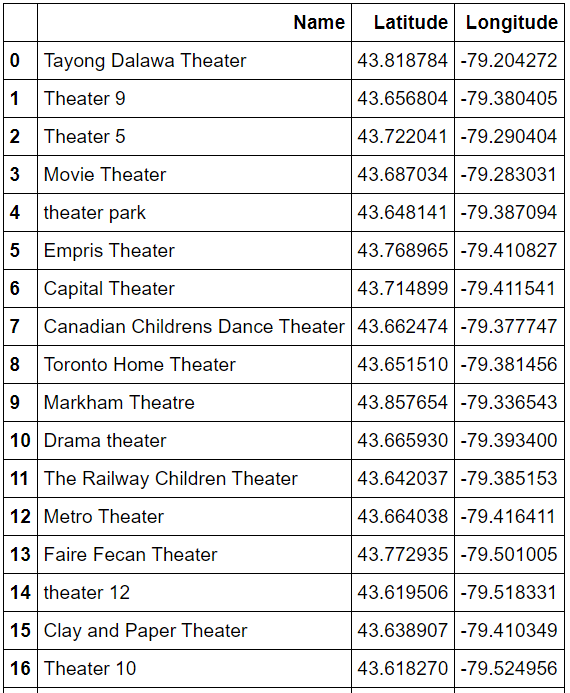 Name Latitude Longitude
0 Tayong Dalawa Theater 43.818784 -79.204272
1 Theater 9 43.656804 -79.380405
2 Theater 5 43.722041 -79.290404
3 Movie Theater 43.687034 -79.283031
4 theater park 43.648141 -79.387094
5 Empris Theater 43.768965 -79.410827
6 Capital Theater 43.714899 -79.411541
7 Canadian Childrens Dance Theater 43.662474 -79.377747
8 Toronto Home Theater 43.651510 -79.381456
9 Markham Theatre 43.857654 -79.336543
10 Drama theater 43.665930 -79.393400
11 The Railway Children Theater 43.642037 -79.385153
12 Metro Theater 43.664038 -79.416411
13 Faire Fecan Theater 43.772935 -79.501005
14 theater 12 43.619506 -79.518331
15 Clay and Paper Theater 43.638907 -79.410349
16 Theater 10 43.618270 -79.524956